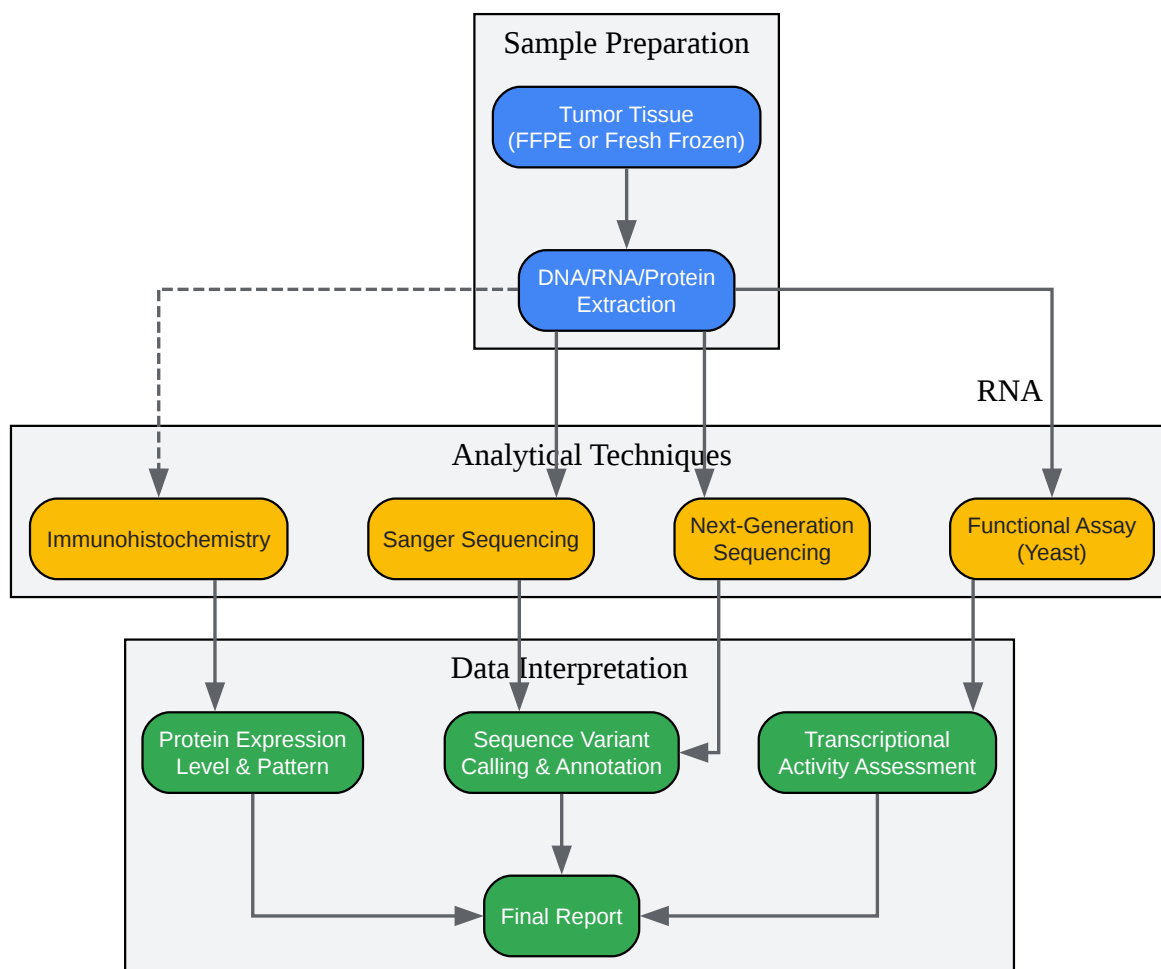 Sample Preparation
Tumor Tissue
(FFPE or Fresh Frozen)
DNA/RNA/Protein
Extraction
RNA
Analytical Techniques
Immunohistochemistry
Sanger Sequencing
Next-Generation
Sequencing
Functional Assay
(Yeast)
Data Interpretation
Protein Expression
Level & Pattern
Sequence Variant
Calling & Annotation
Transcriptional
Activity Assessment
Final Report